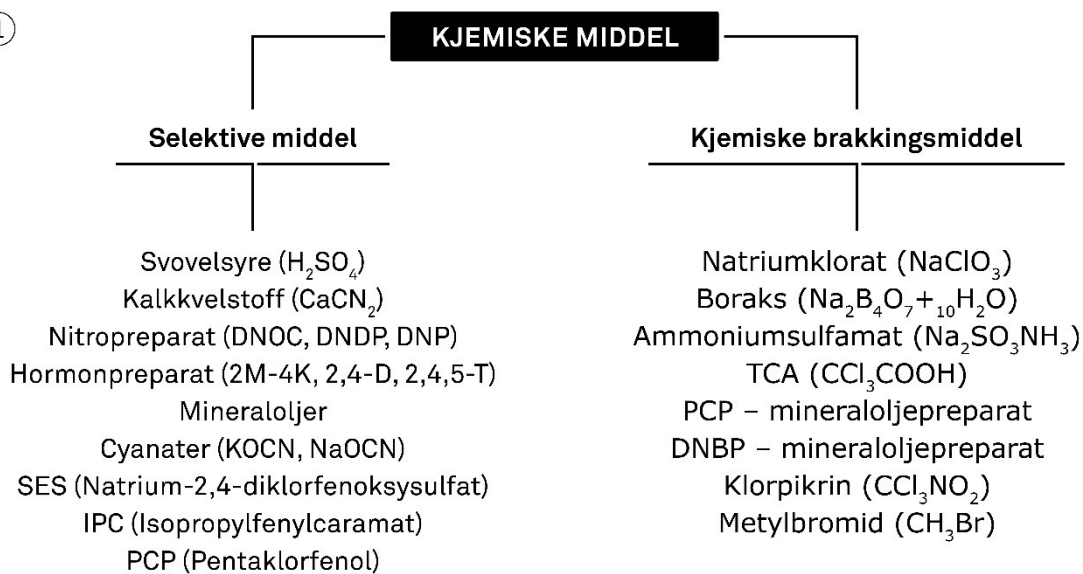 1
KJEMISKE MIDDEL
Selektive middel
Svovelsyre (H₂SO₄)
Kalkkvelstoff (CaCN₂)
Nitropreparat (DNOC, DNDP, DNP)
Hormonpreparat (2M-4K, 2,4-D, 2,4,5-T)
Mineraloljer
Cyanater (KOCN, NaOCN)
SES (Natrium-2,4-diklorfenoksysulfat)
IPC (Isopropylfenylcaramat)
PCP (Pentaklorfenol)
Kjemiske brakkingsmiddel
Natriumklorat (NaClO₃)
Boraks (Na₂B₄O₇+₁₀H₂O)
Ammoniumsulfamat (Na₂SO₃NH₃)
TCA (CCl₃COOH)
PCP – mineraloljepreparat
DNBP – mineraloljepreparat
Klorpikrin (CCl₃NO₂)
Metylbromid (CH₃Br)